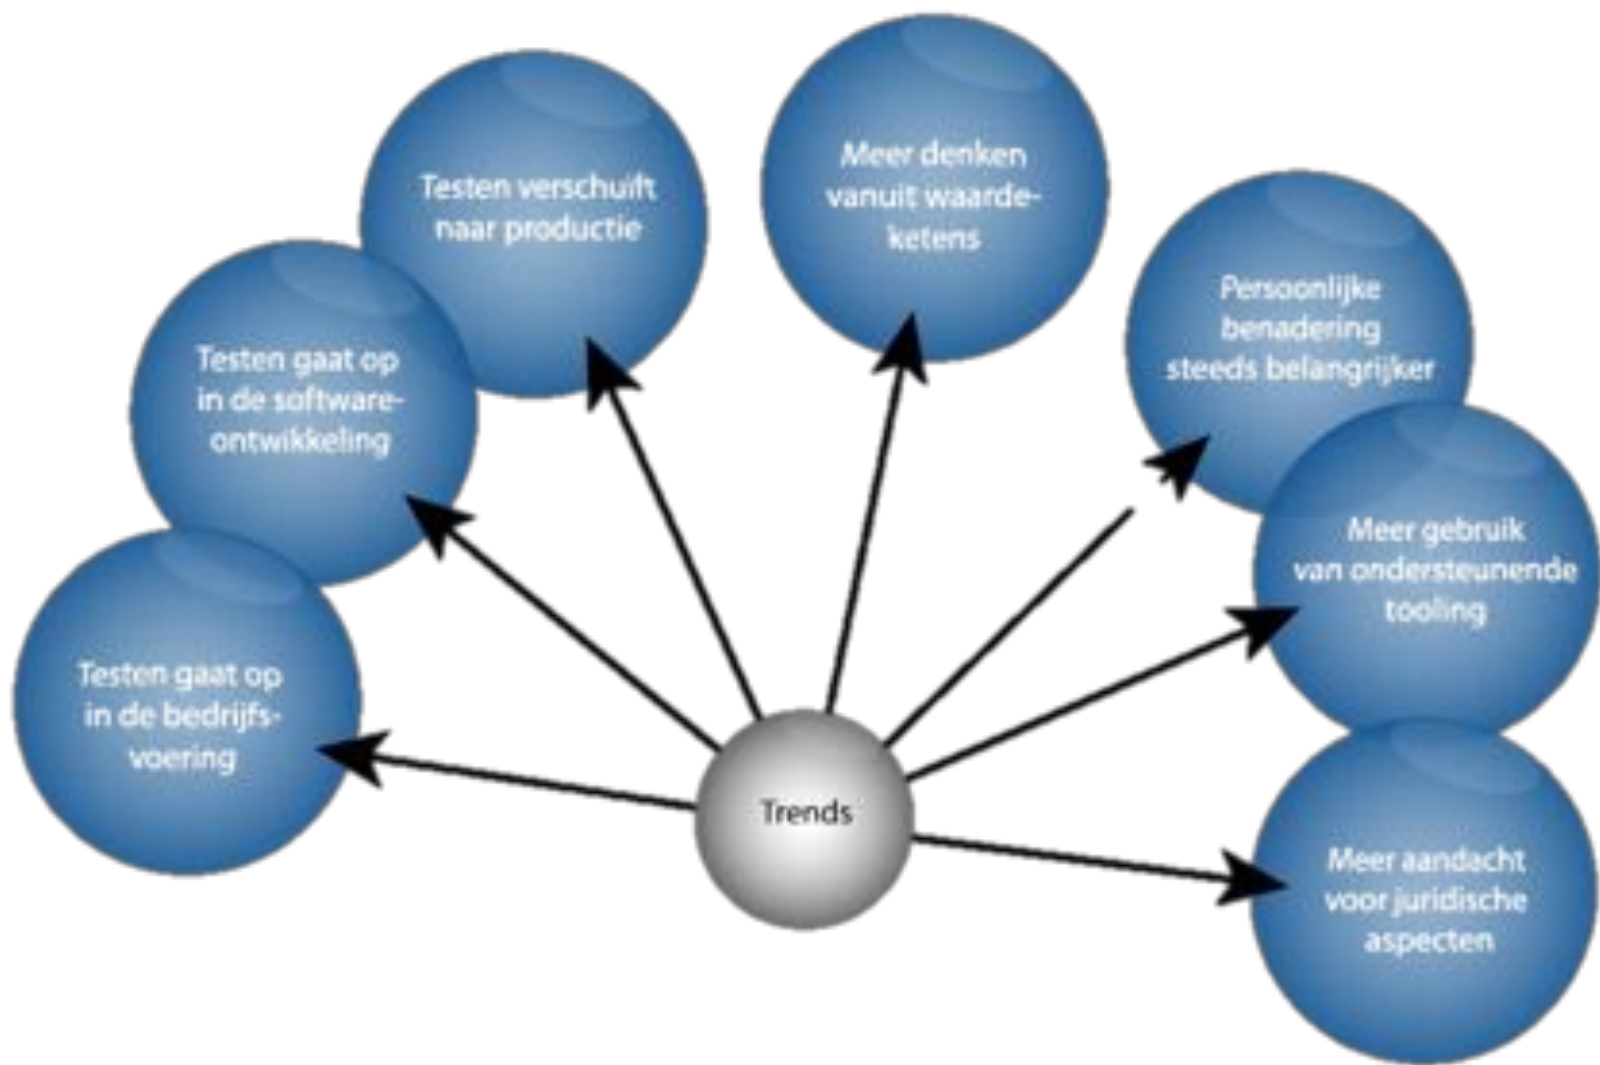 Testen gaat op
in de bedrijfs-
voering
Testen gaat op
in de software-
ontwikkeling
Testen verschuift
naar productie
Meer denken
vanuit waarde-
ketens
Persoonlijke
benadering
steeds belangrijker
Meer gebruik
van ondersteunende
tooling
Meer aandacht
voor juridische
aspecten
Trends